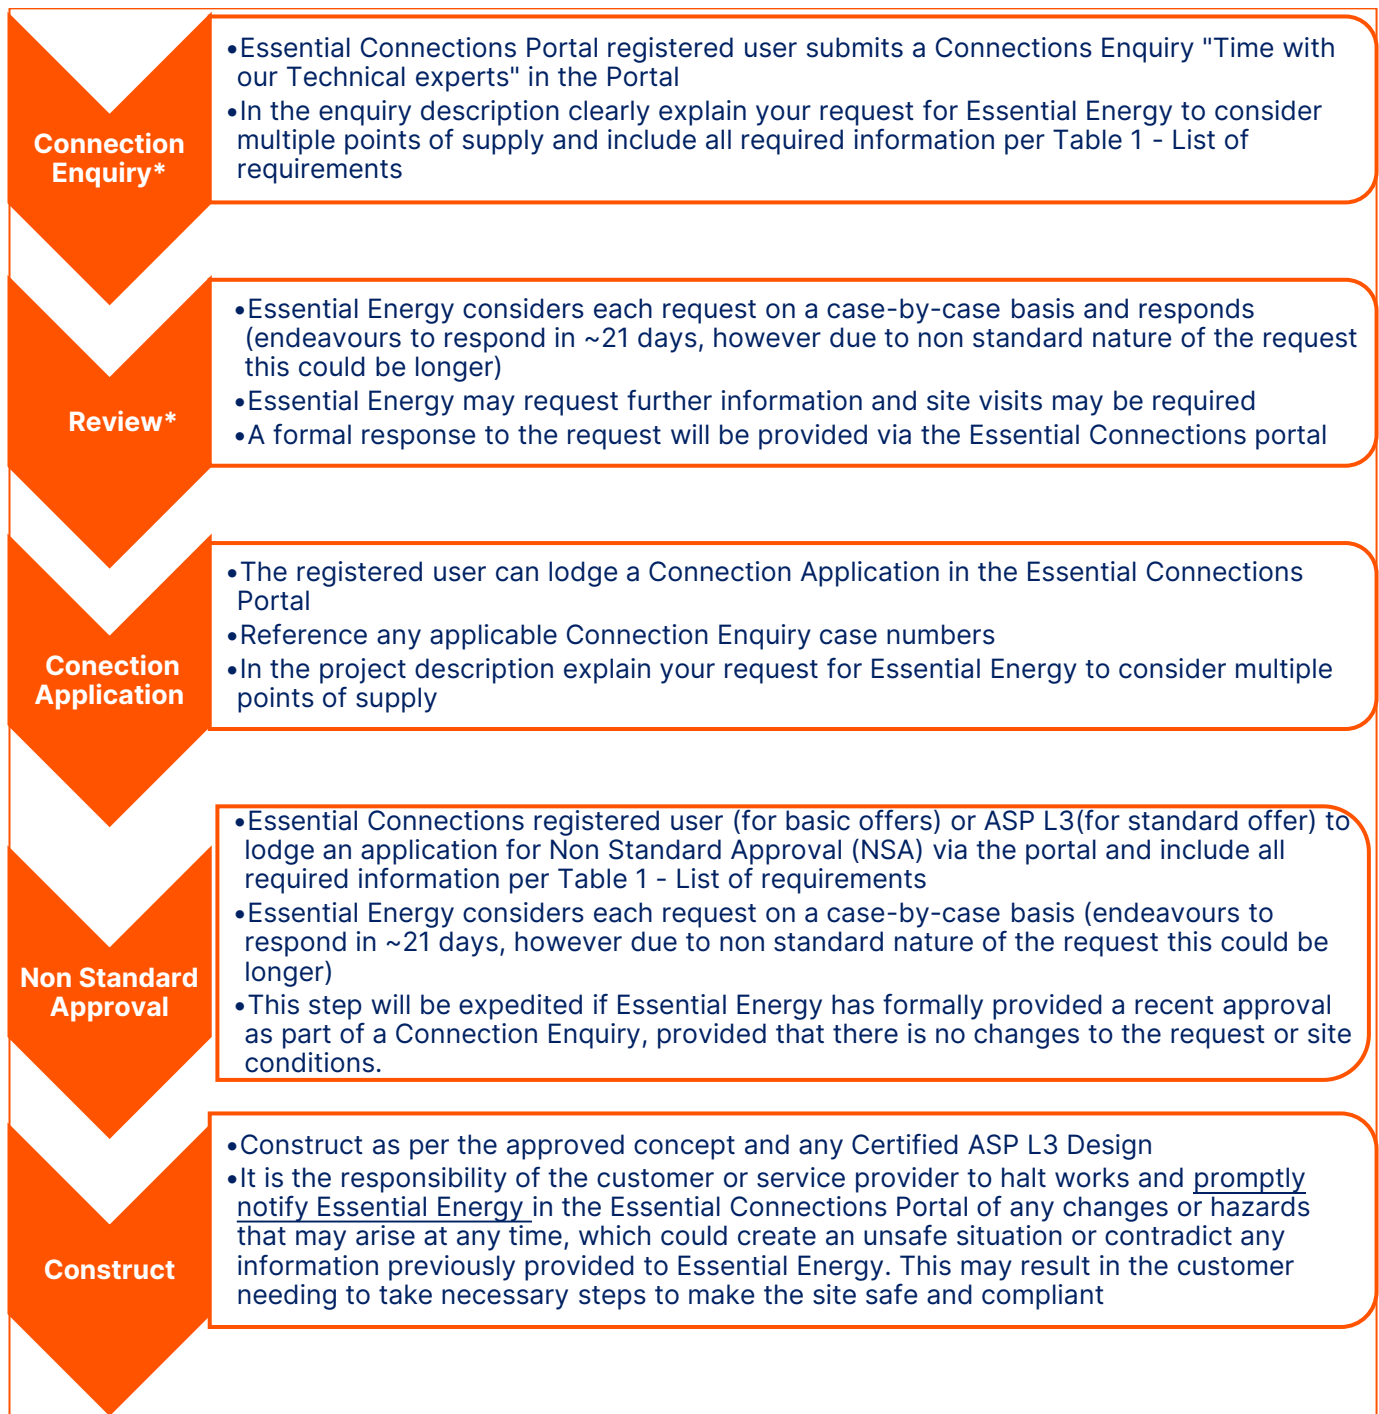 Connection
Enquiry*
•Essential Connections Portal registered user submits a Connections Enquiry "Time with
our Technical experts" in the Portal
•In the enquiry description clearly explain your request for Essential Energy to consider
multiple points of supply and include all required information per Table 1 - List of
requirements
Review*
•Essential Energy considers each request on a case-by-case basis and responds
(endeavours to respond in ~21 days, however due to non standard nature of the request
this could be longer)
•Essential Energy may request further information and site visits may be required
•A formal response to the request will be provided via the Essential Connections portal
Conection
Application
•The registered user can lodge a Connection Application in the Essential Connections
Portal
•Reference any applicable Connection Enquiry case numbers
•In the project description explain your request for Essential Energy to consider multiple
points of supply
Non Standard
Approval
•Essential Connections registered user (for basic offers) or ASP L3(for standard offer) to
lodge an application for Non Standard Approval (NSA) via the portal and include all
required information per Table 1 - List of requirements
•Essential Energy considers each request on a case-by-case basis (endeavours to
respond in ~21 days, however due to non standard nature of the request this could be
longer)
•This step will be expedited if Essential Energy has formally provided a recent approval
as part of a Connection Enquiry, provided that there is no changes to the request or site
conditions.
Construct
•Construct as per the approved concept and any Certified ASP L3 Design
•It is the responsibility of the customer or service provider to halt works and promptly
notify Essential Energy in the Essential Connections Portal of any changes or hazards
that may arise at any time, which could create an unsafe situation or contradict any
information previously provided to Essential Energy. This may result in the customer
needing to take necessary steps to make the site safe and compliant